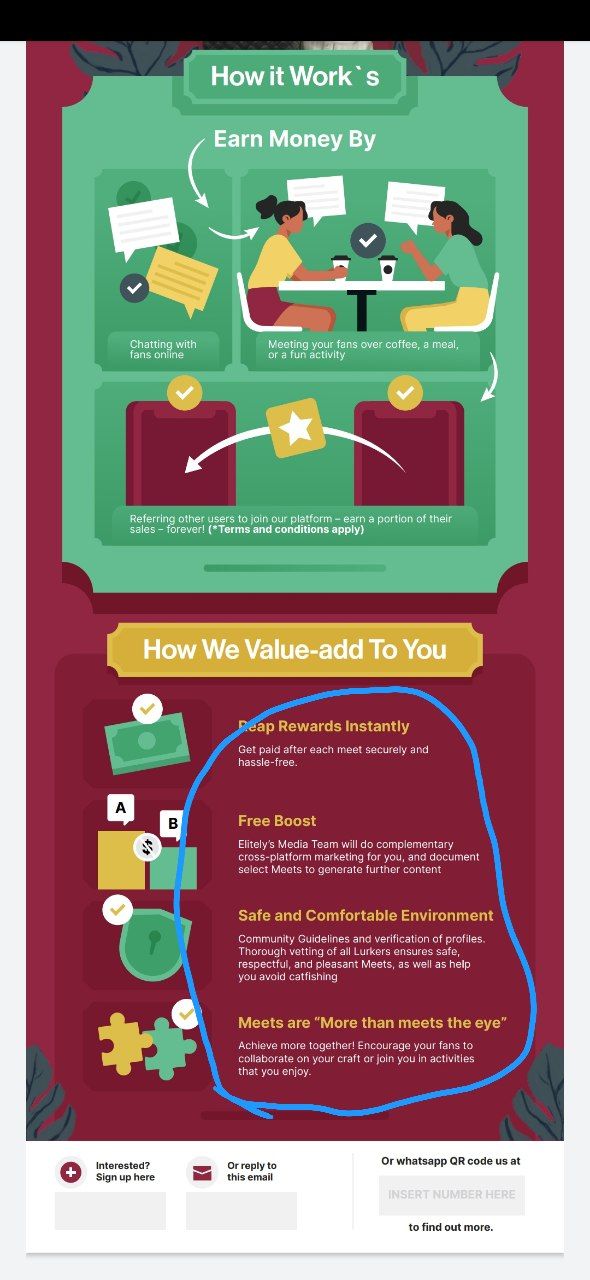 How it Work`s
Earn Money By
Chatting with
fans online
Meeting your fans over coffee, a meal,
or a fun activity
Referring other users to join our platform – earn a portion of their
sales – forever! (*Terms and conditions apply)
How We Value-add To You
Reap Rewards Instantly
Get paid after each meet securely and
hassle-free.
A
B
$
Free Boost
Elitely's Media Team will do complementary
cross-platform marketing for you, and document
select Meets to generate further content
Safe and Comfortable Environment
Community Guidelines and verification of profiles.
Thorough vetting of all Lurkers ensures safe,
respectful, and pleasant Meets, as well as help
you avoid catfishing
Meets are “More than meets the eye”
Achieve more together! Encourage your fans to
collaborate on your craft or join you in activities
that you enjoy.
Interested?
Sign up here
Or reply to
this email
Or whatsapp QR code us at
INSERT NUMBER HERE
to find out more.